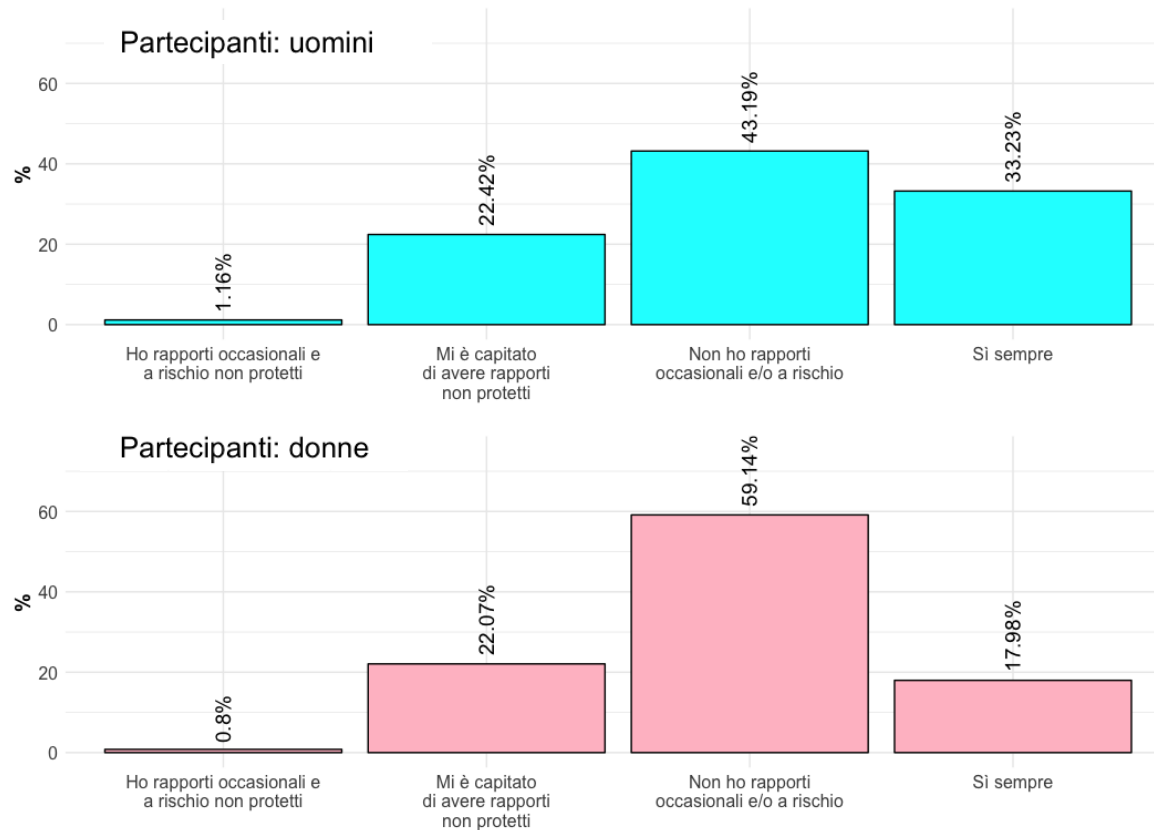 Partecipanti: uomini
60
40
20
0
%
1.16%
22.42%
43.19%
33.23%
Ho rapporti occasionali e
a rischio non protetti
Mi è capitato
di avere rapporti
non protetti
Non ho rapporti
occasionali e/o a rischio
Sì sempre
Partecipanti: donne
60
40
20
0
%
0.8%
22.07%
59.14%
17.98%
Ho rapporti occasionali e
a rischio non protetti
Mi è capitato
di avere rapporti
non protetti
Non ho rapporti
occasionali e/o a rischio
Sì sempre